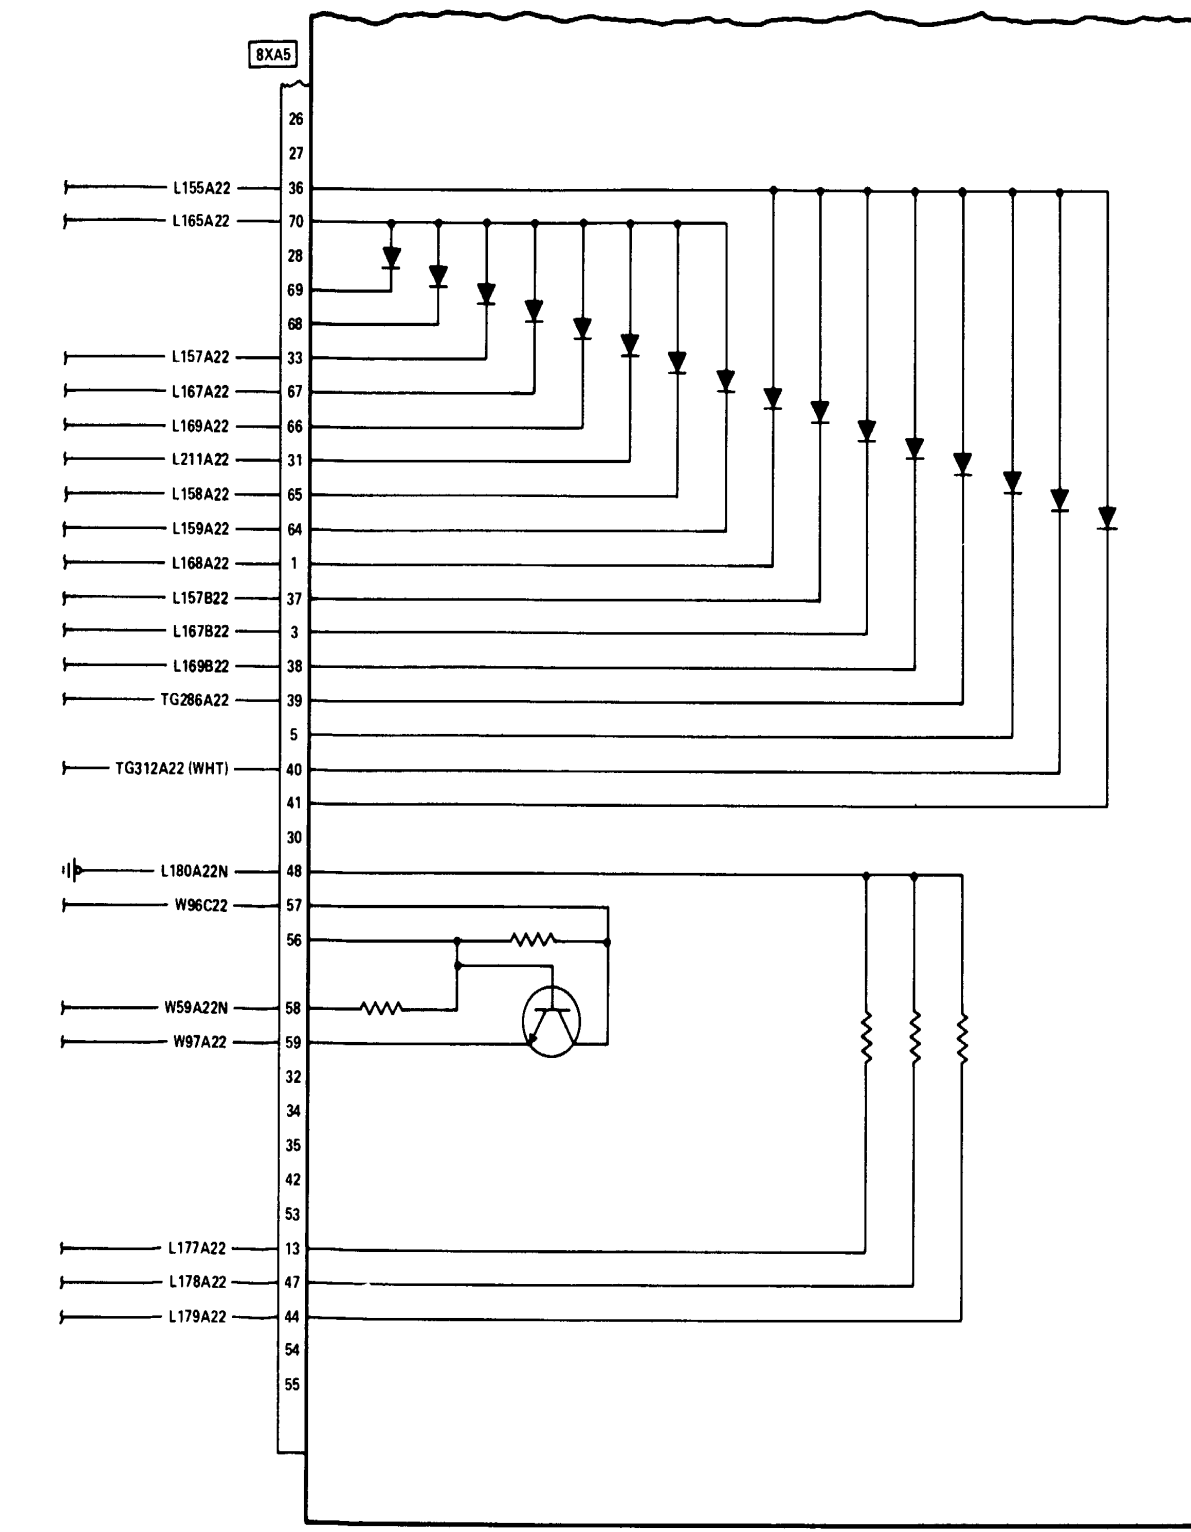 8XA5
26
27
L155A22 36
L165A22 70
28
69
68
L157A22 33
L167A22 67
L169A22 66
L211A22 31
L158A22 65
L159A22 64
L168A22 1
L157B22 37
L167B22 3
L169B22 38
TG286A22 39
5
TG312A22 (WHT) 40
41
30
L180A22N 48
W96C22 57
56
W59A22N 58
W97A22 59
32
34
35
42
53
L177A22 13
L178A22 47
L179A22 44
54
55